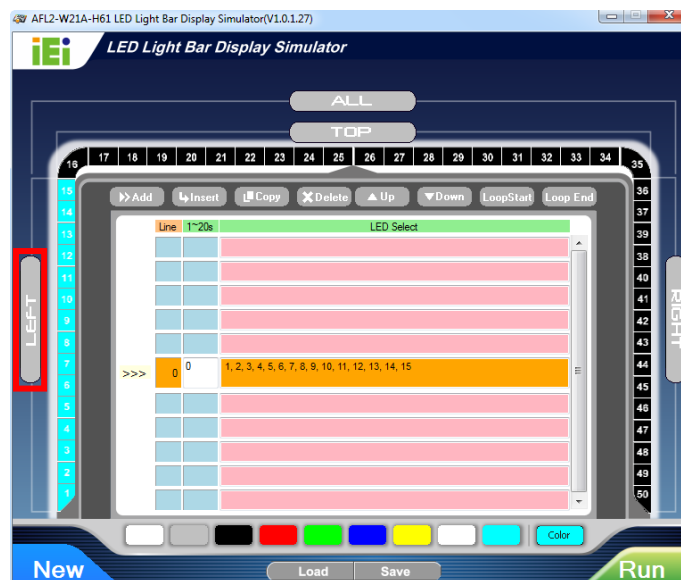 AFL2-W21A-H61 LED Light Bar Display Simulator(V1.0.1.27)
iEi LED Light Bar Display Simulator
ALL
TOP
16 17 18 19 20 21 22 23 24 25 26 27 28 29 30 31 32 33 34 35
15 Add Insert Copy Delete Up Down LoopStart Loop End 36
14 37
13 Line 1~20s LED Select 39
12 38
11 40
10 41
LEFT RIGHT
9 42
8 43
7 >>> 0 0 1, 2, 3, 4, 5, 6, 7, 8, 9, 10, 11, 12, 13, 14, 15 44
6 45
5 46
4 47
3 48
2 49
1 50
Color
New Load Save Run